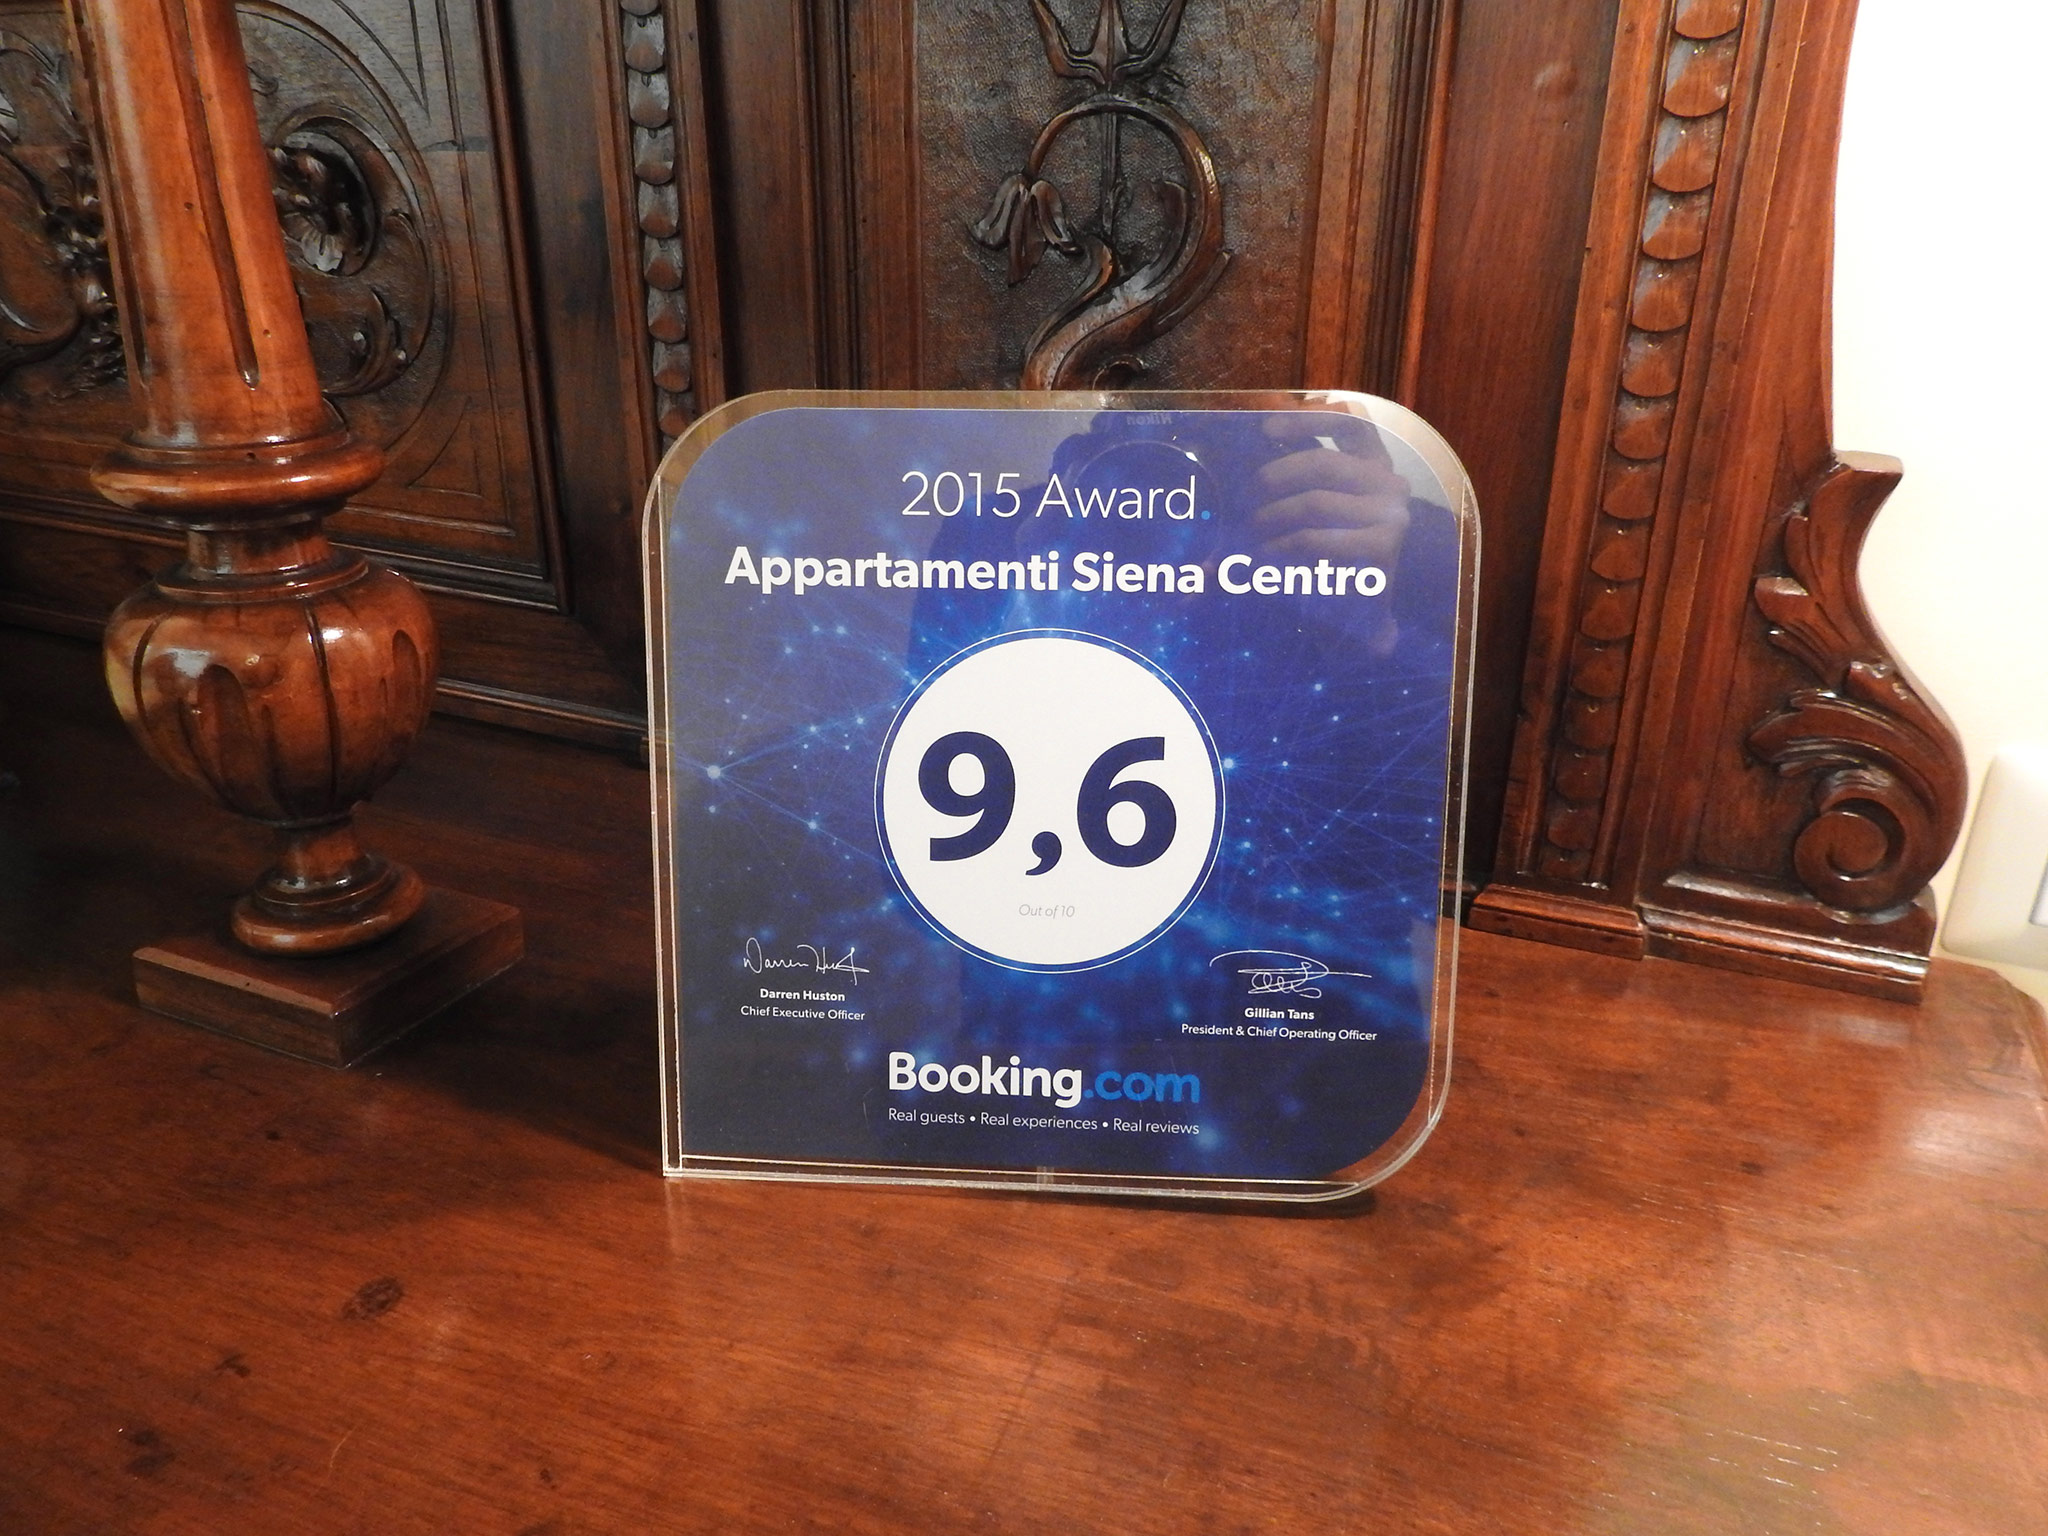 2015 Award.
Appartamenti Siena Centro
9,6
Out of 10
Darren Huston
Chief Executive Officer
Gillian Tans
President & Chief Operating Officer
Booking.com
Real guests • Real experiences • Real reviews